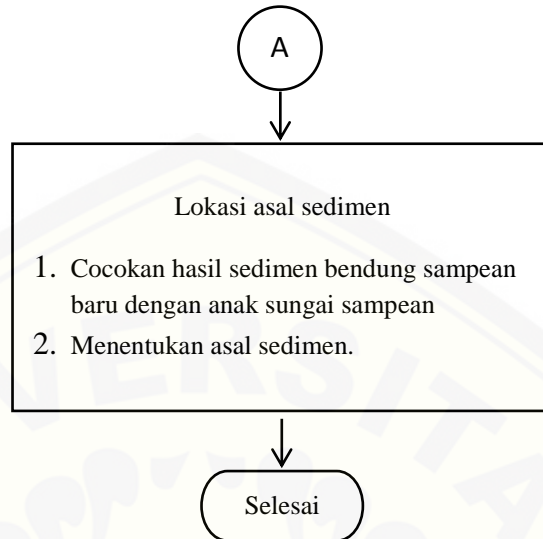 A
Lokasi asal sedimen
1. Cocokan hasil sedimen bendung sampean
baru dengan anak sungai sampean
2. Menentukan asal sedimen.
Selesai